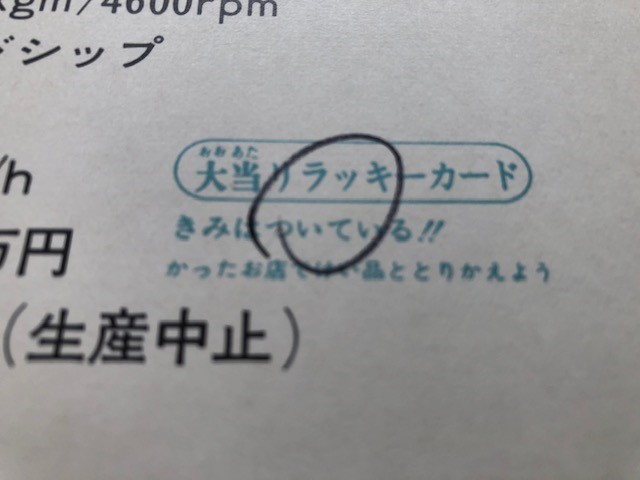 kgm/4600rpm
ドシップ
大当りラッキーカード
/h
きみはついている!!
万円
かったお店でけい品ととりかえよう
(生産中止)